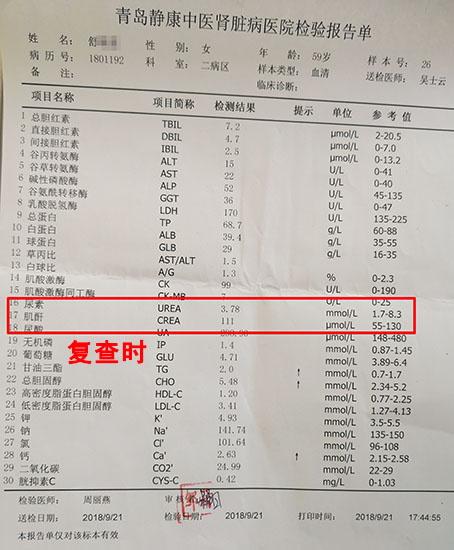 青岛静康中医肾脏病医院检验报告单
姓 名: 舒 性别: 女 年 龄: 59岁 样 本 号: 26
病 历 号: 1801192 科 室: 二病区 样本类型: 血清 送检医师: 吴士云
备 注: 临床诊断:
项目名称 项目简称 检测结果 提示 单位 参 考 值
1 总胆红素 TBIL 7.2 μmol/L 2-20.5
2 直接胆红素 DBIL 4.7 μmol/L 0-7.0
3 间接胆红素 IBIL 2.5 μmol/L 0-13.2
4 谷丙转氨酶 ALT 15 U/L 0-41
5 谷草转氨酶 AST 22 U/L 0-40
6 碱性磷酸酶 ALP 52 U/L 45-135
7 谷氨酰转移酶 GGT 36 U/L 0-47
8 乳酸脱氢酶 LDH 170 U/L 135-225
9 总蛋白 TP 68.7 g/L 60-88
10 白蛋白 ALB 39.4 g/L 35-55
11 球蛋白 GLB 29 g/L 16-35
12 草丙比 AST/ALT 1.5
13 白球比 A/G 1.3 % 0-2.3
14 肌酸激酶 CK 99 U/L 0-190
15 肌酸激酶同工酶 CK-MB 7 U/L 0-25
16 尿素 UREA 3.78 mmol/L 1.7-8.3
17 肌酐 CREA 111 μmol/L 55-130
18 尿酸 UA μmol/L 148-480
19 无机磷 IP 1.4 mmol/L 0.87-1.45
20 葡萄糖 GLU 4.71 mmol/L 3.89-6.4
21 甘油三酯 TG 2.0 ↑ mmol/L 0.7-1.7
22 总胆固醇 CHO 5.48 ↑ mmol/L 2.34-5.2
23 高密度脂蛋白胆固醇 HDL-C 1.20 mmol/L 0.77-2.25
24 低密度脂蛋白胆固醇 LDL-C 3.41 mmol/L 1.27-4.13
25 钾 K' 4.93 mmol/L 3.5-5.5
26 钠 Na' 141.74 mmol/L 135-150
27 氯 Cl' 101.64 mmol/L 96-108
28 钙 Ca' 2.63 ↑ mmol/L 2.15-2.58
29 二氧化碳 CO2' 24.99 mmol/L 22-29
30 胱抑素C CYS-C 0.42 mg/L 0-1.03
复查时
检验医师: 周丽燕 审 核
送检日期: 2018/9/21 检验日期: 2018/9/21 打印时间: 2018/9/21 17:44:55
本报告单仅对该标本有效